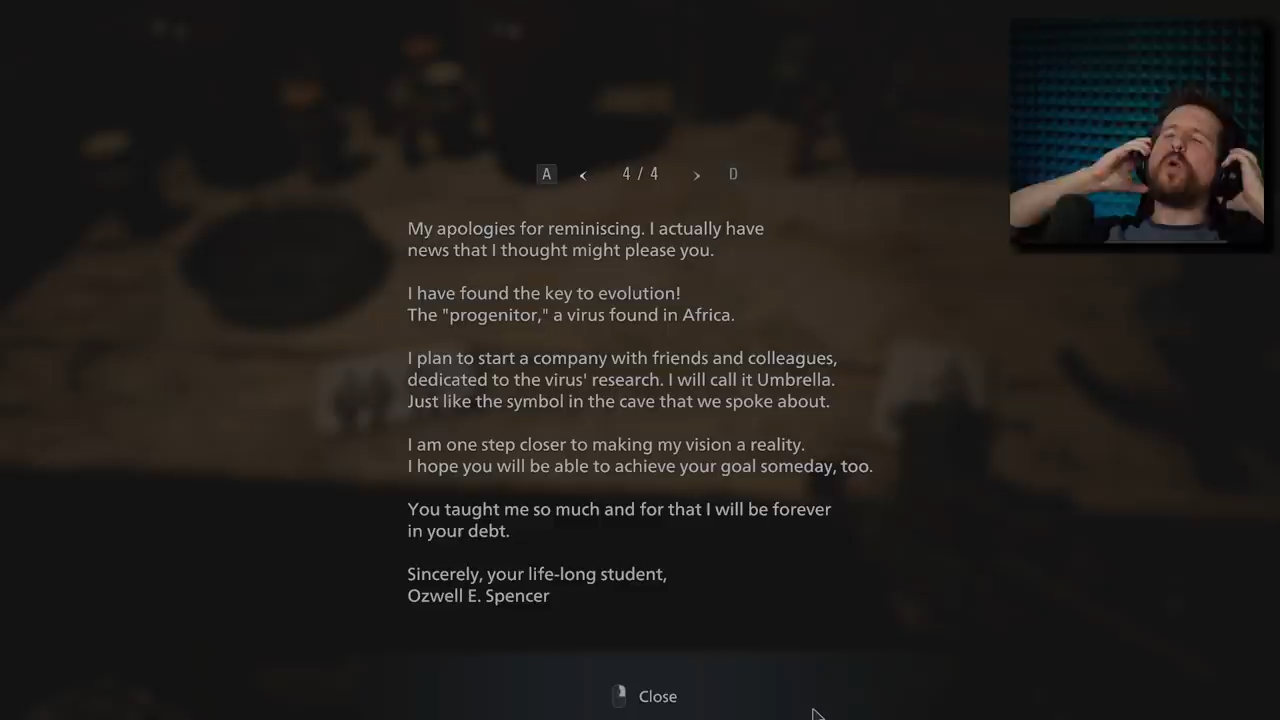 A < 4 / 4 > D
My apologies for reminiscing. I actually have
news that I thought might please you.
I have found the key to evolution!
The "progenitor," a virus found in Africa.
I plan to start a company with friends and colleagues,
dedicated to the virus' research. I will call it Umbrella.
Just like the symbol in the cave that we spoke about.
I am one step closer to making my vision a reality.
I hope you will be able to achieve your goal someday, too.
You taught me so much and for that I will be forever
in your debt.
Sincerely, your life-long student,
Ozwell E. Spencer
Close